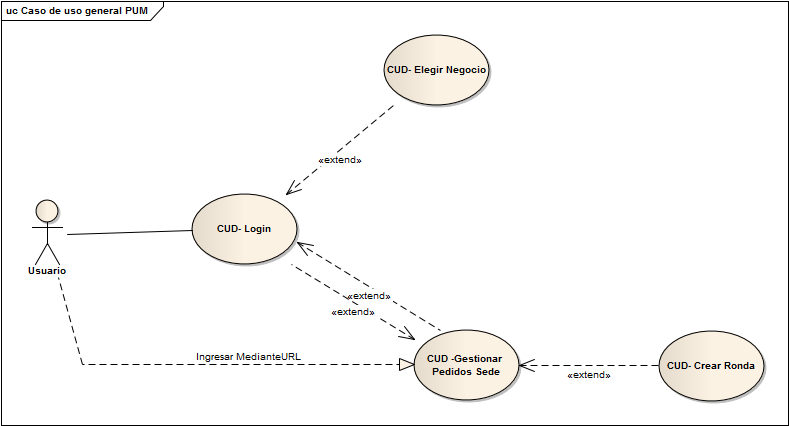 uc Caso de uso general PUM
CUD- Elegir Negocio
«extend»
CUD- Login
Usuario
«extend»
«extend»
Ingresar MedianteURL
CUD -Gestionar
Pedidos Sede
CUD- Crear Ronda
«extend»